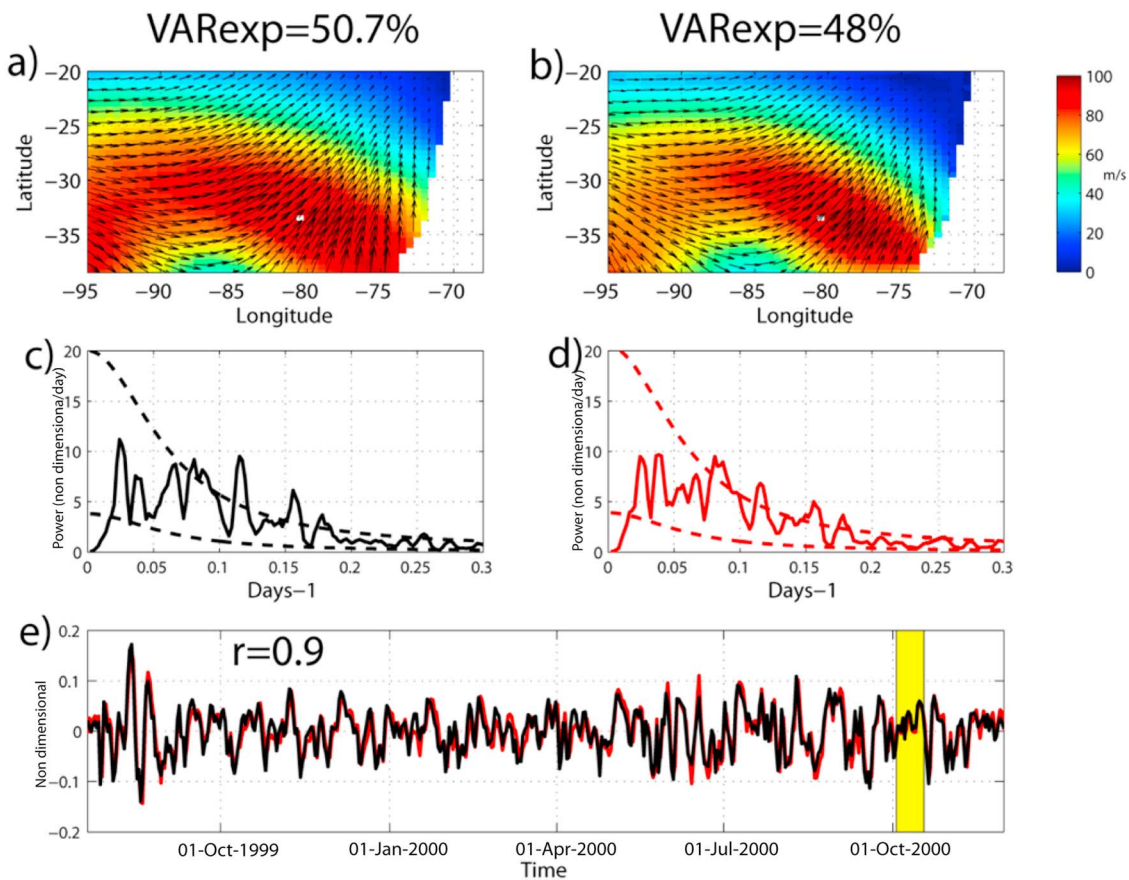 VARexp=50.7%
VARexp=48%
a)
−20
−25
−30
−35
Latitude
−95 −90 −85 −80 −75 −70
Longitude
b)
−20
−25
−30
−35
Latitude
−95 −90 −85 −80 −75 −70
Longitude
100
80
60
40
20
0
m/s
c)
20
15
10
5
0
Power (non dimensiona/day)
0 0.05 0.1 0.15 0.2 0.25 0.3
Days−1
d)
20
15
10
5
0
Power (non dimensiona/day)
0 0.05 0.1 0.15 0.2 0.25 0.3
Days−1
e)
r=0.9
0.2
0.1
0
−0.1
−0.2
Non dimensional
01-Oct-1999 01-Jan-2000 01-Apr-2000 01-Jul-2000 01-Oct-2000
Time